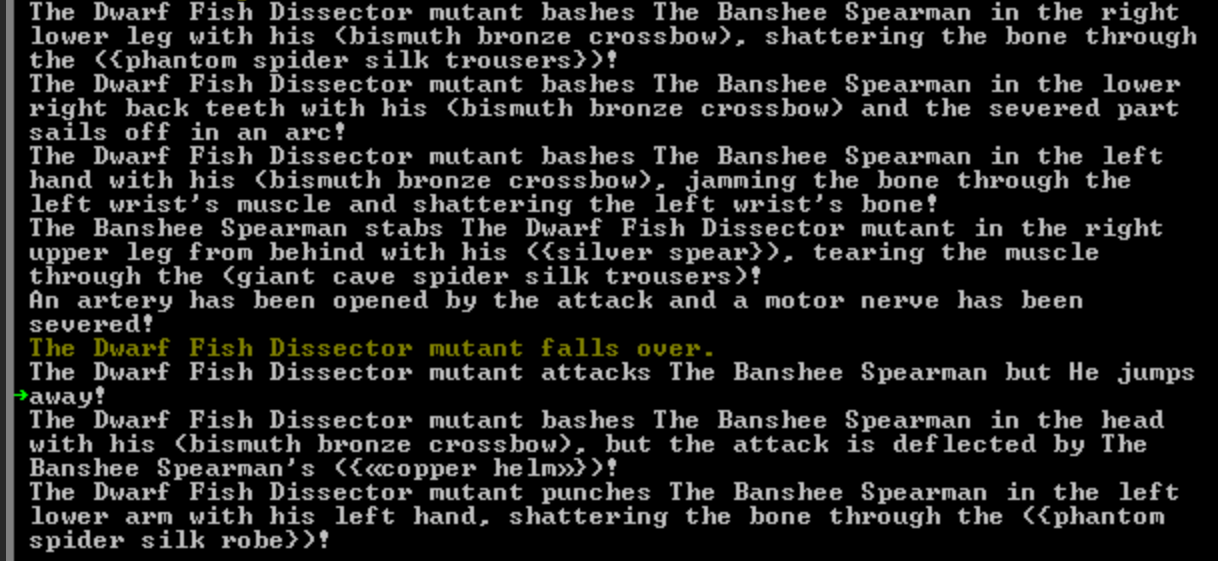 The Dwarf Fish Dissector mutant bashes The Banshee Spearman in the right
lower leg with his (bismuth bronze crossbow), shattering the bone through
the ({phantom spider silk trousers})!
The Dwarf Fish Dissector mutant bashes The Banshee Spearman in the lower
right back teeth with his (bismuth bronze crossbow) and the severed part
sails off in an arc!
The Dwarf Fish Dissector mutant bashes The Banshee Spearman in the left
hand with his (bismuth bronze crossbow), jamming the bone through the
left wrist's muscle and shattering the left wrist's bone!
The Banshee Spearman stabs The Dwarf Fish Dissector mutant in the right
upper leg from behind with his ({silver spear}), tearing the muscle
through the (giant cave spider silk trousers)!
An artery has been opened by the attack and a motor nerve has been
severed!
The Dwarf Fish Dissector mutant falls over.
The Dwarf Fish Dissector mutant attacks The Banshee Spearman but He jumps
→away!
The Dwarf Fish Dissector mutant bashes The Banshee Spearman in the head
with his (bismuth bronze crossbow), but the attack is deflected by The
Banshee Spearman's ({«copper helm»})!
The Dwarf Fish Dissector mutant punches The Banshee Spearman in the left
lower arm with his left hand, shattering the bone through the ({phantom
spider silk robe})!